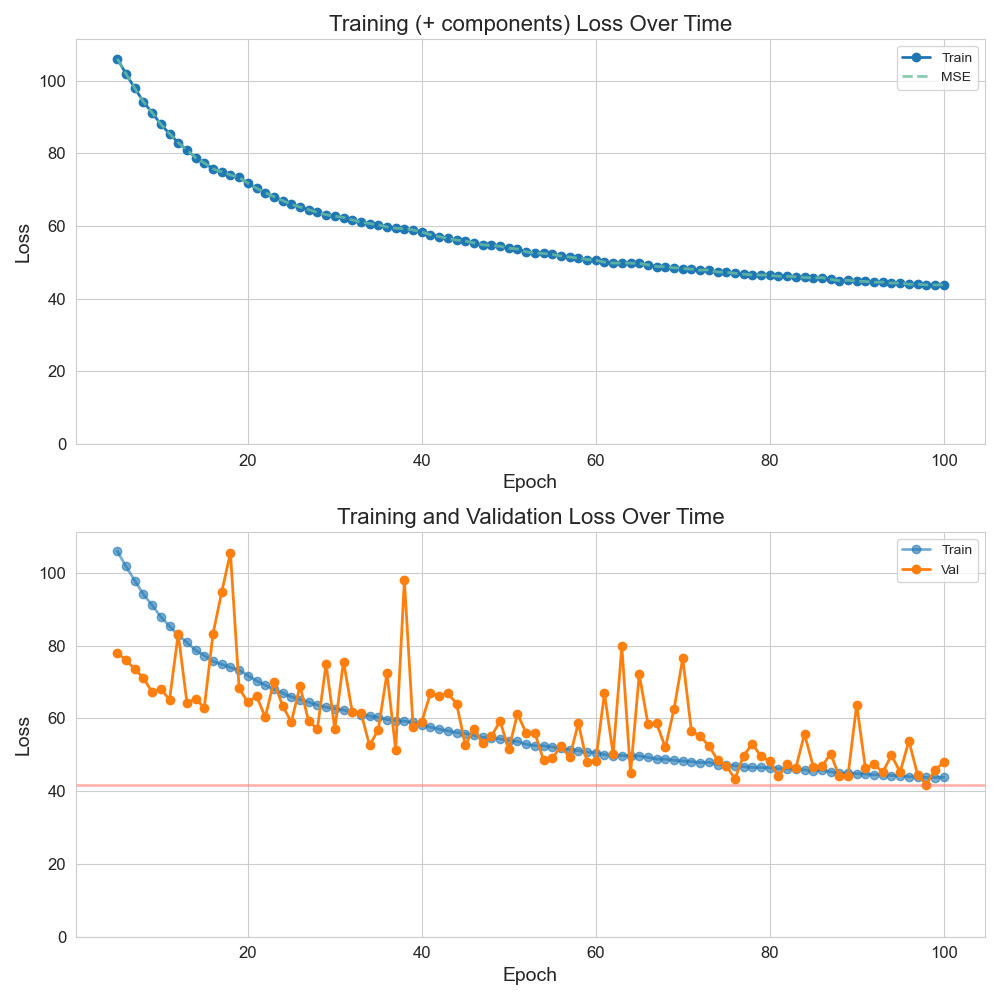 Training (+ components) Loss Over Time
Train
MSE
100
80
60
40
20
0
Loss
20 40 60 80 100
Epoch
Training and Validation Loss Over Time
Train
Val
100
80
60
40
20
0
Loss
20 40 60 80 100
Epoch